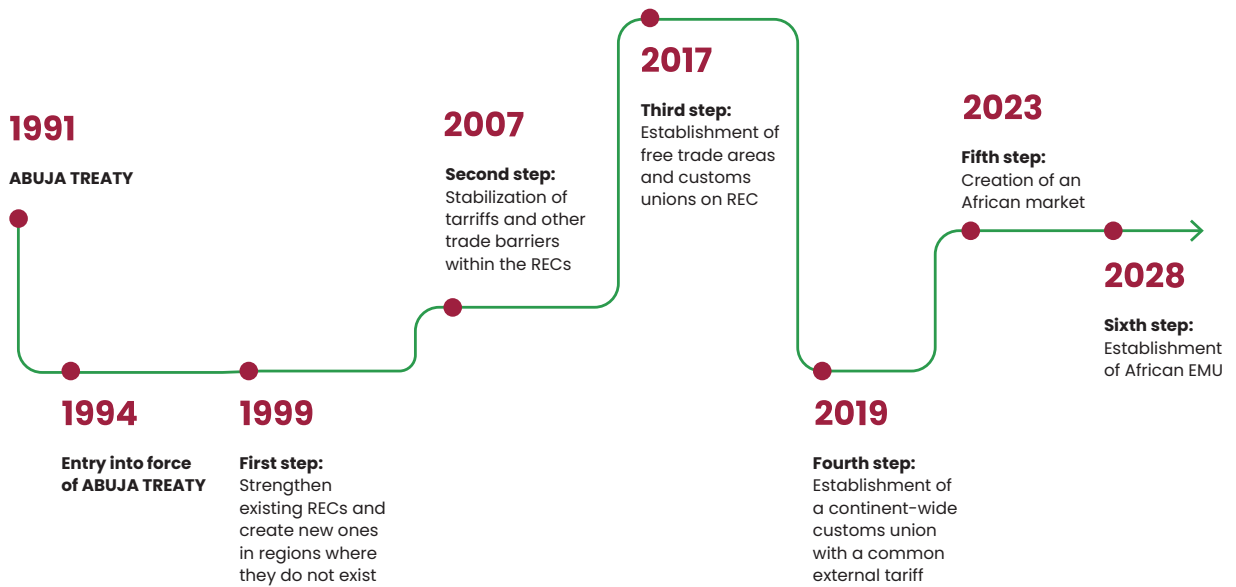 1991
ABUJA TREATY
1994
Entry into force
of ABUJA TREATY
1999
First step:
Strengthen
existing RECs and
create new ones
in regions where
they do not exist
2007
Second step:
Stabilization of
tarriffs and other
trade barriers
within the RECs
2017
Third step:
Establishment of
free trade areas
and customs
unions on REC
2019
Fourth step:
Establishment of
a continent-wide
customs union
with a common
external tariff
2023
Fifth step:
Creation of an
African market
2028
Sixth step:
Establishment
of African EMU